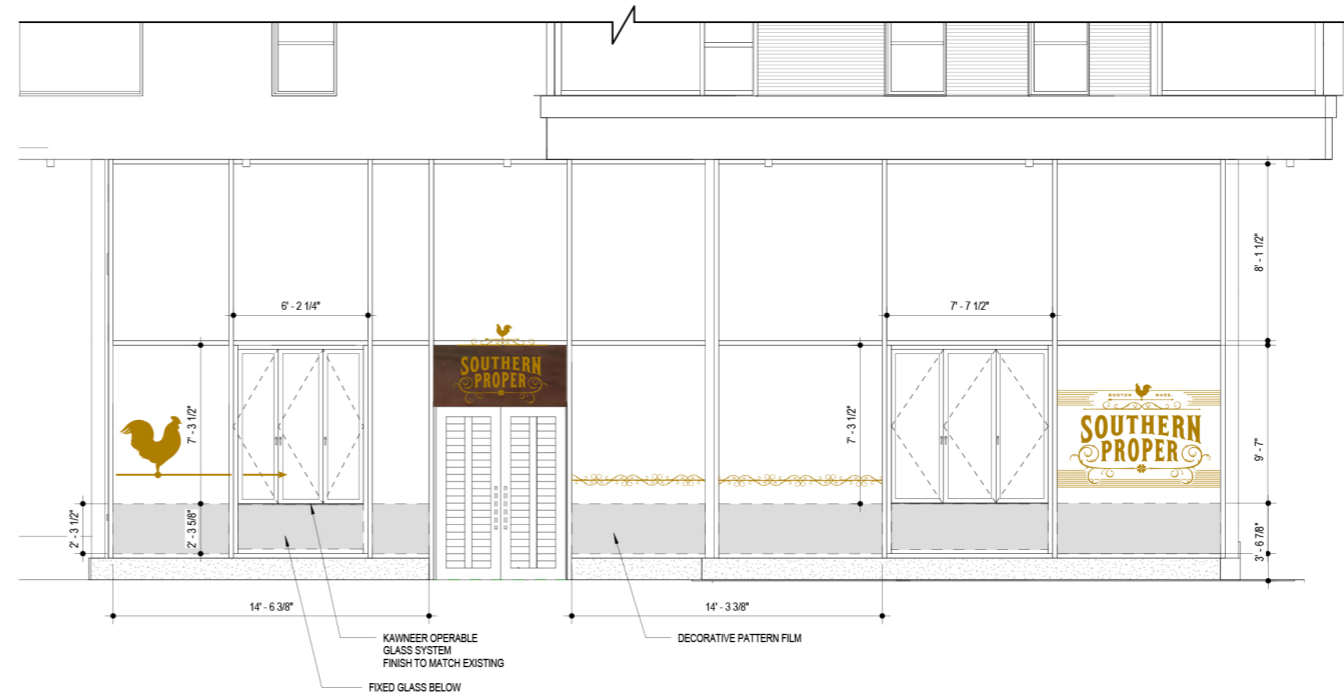 8' - 1 1/2"
6' - 2 1/4"
7' - 7 1/2"
SOUTHERN
PROPER
7' - 3 1/2"
7' - 3 1/2"
BOSTON MASS.
SOUTHERN
PROPER
9' - 7"
2' - 3 1/2"
2' - 3 5/8"
3' - 6 7/8"
14' - 6 3/8"
14' - 3 3/8"
KAWNEER OPERABLE
GLASS SYSTEM
FINISH TO MATCH EXISTING
DECORATIVE PATTERN FILM
FIXED GLASS BELOW